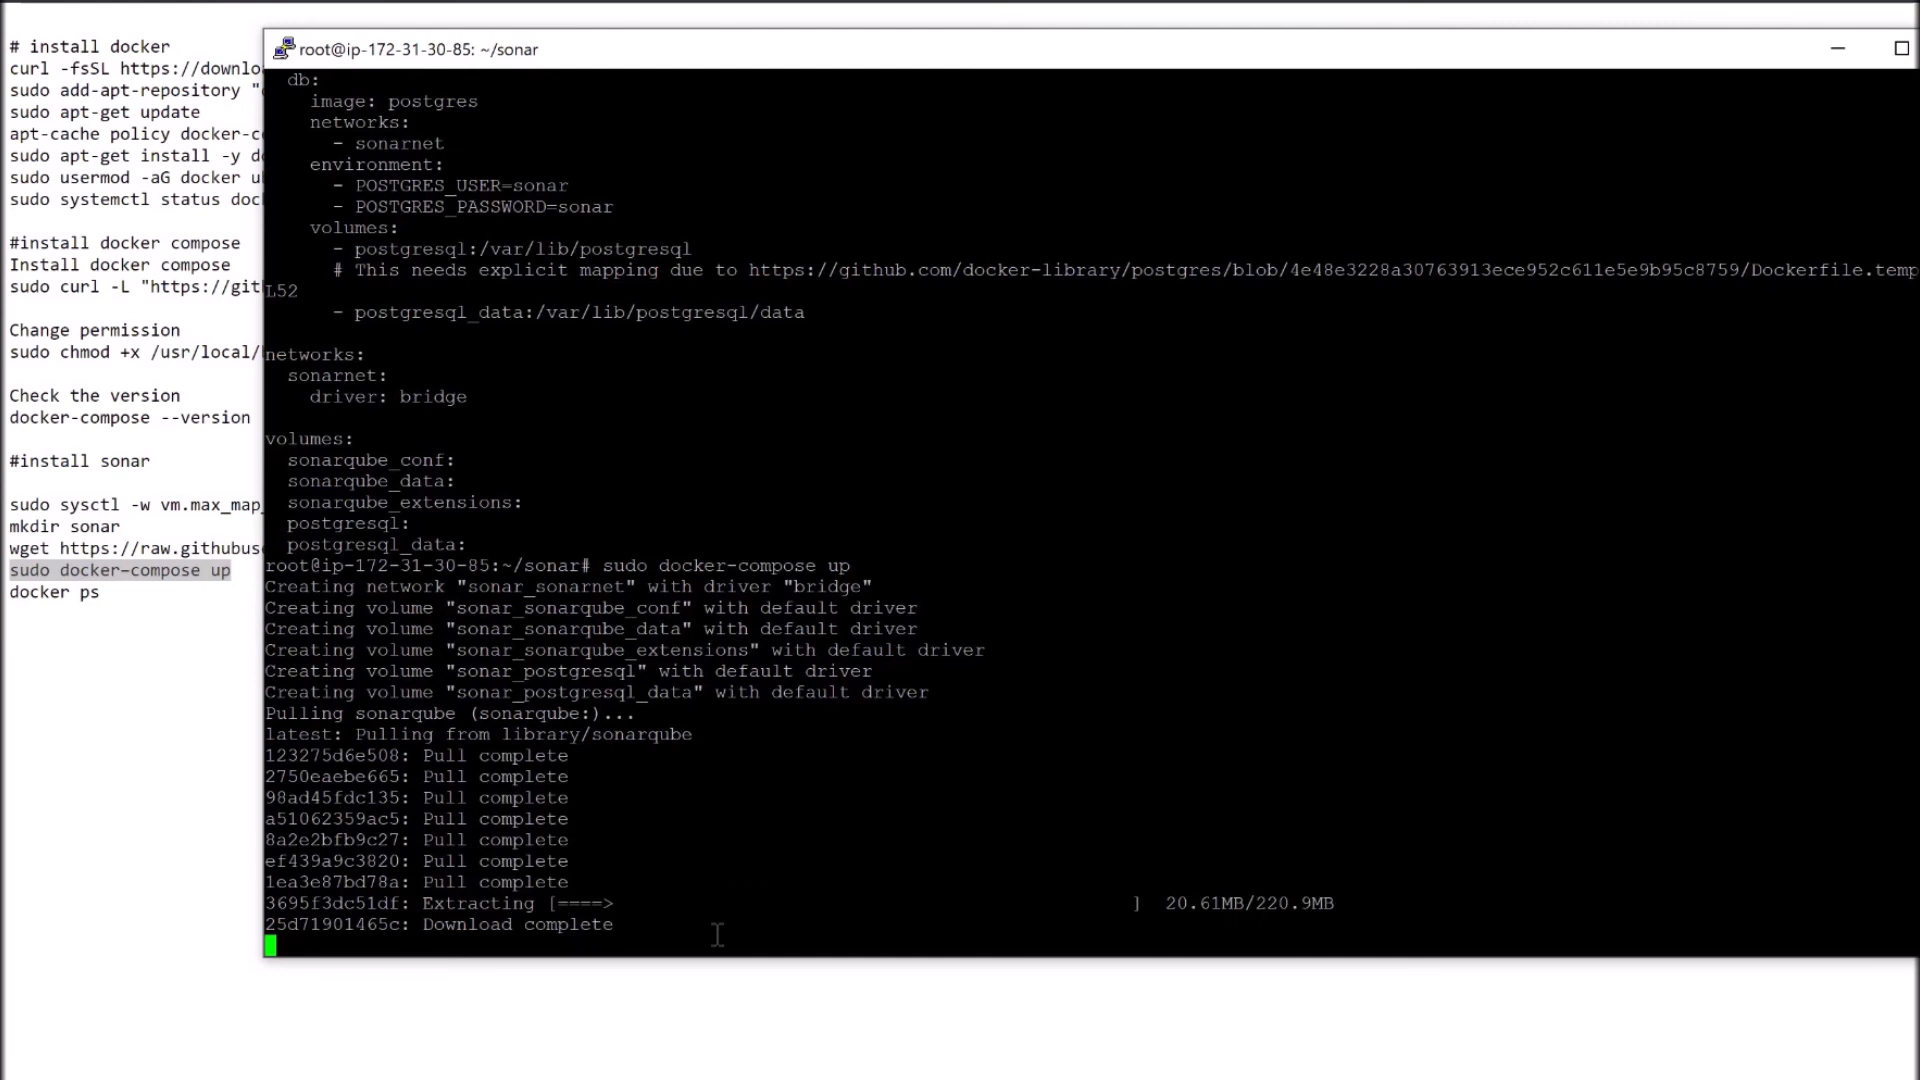 # install docker
curl -fsSL https://downlo
sudo add-apt-repository "
sudo apt-get update
apt-cache policy docker-c
sudo apt-get install -y d
sudo usermod -aG docker u
sudo systemctl status doc
#install docker compose
Install docker compose
sudo curl -L "https://git
Change permission
sudo chmod +x /usr/local/
Check the version
docker-compose --version
#install sonar
sudo sysctl -w vm.max_map_
mkdir sonar
wget https://raw.githubus
sudo docker-compose up
docker ps
root@ip-172-31-30-85: ~/sonar
db:
image: postgres
networks:
- sonarnet
environment:
- POSTGRES_USER=sonar
- POSTGRES_PASSWORD=sonar
volumes:
- postgresql:/var/lib/postgresql
# This needs explicit mapping due to https://github.com/docker-library/postgres/blob/4e48e3228a30763913ece952c611e5e9b95c8759/Dockerfile.temp
L52
- postgresql_data:/var/lib/postgresql/data
networks:
sonarnet:
driver: bridge
volumes:
sonarqube_conf:
sonarqube_data:
sonarqube_extensions:
postgresql:
postgresql_data:
root@ip-172-31-30-85:~/sonar# sudo docker-compose up
Creating network "sonar_sonarnet" with driver "bridge"
Creating volume "sonar_sonarqube_conf" with default driver
Creating volume "sonar_sonarqube_data" with default driver
Creating volume "sonar_sonarqube_extensions" with default driver
Creating volume "sonar_postgresql" with default driver
Creating volume "sonar_postgresql_data" with default driver
Pulling sonarqube (sonarqube:)...
latest: Pulling from library/sonarqube
123275d6e508: Pull complete
2750eaebe665: Pull complete
98ad45fdc135: Pull complete
a51062359ac5: Pull complete
8a2e2bfb9c27: Pull complete
ef439a9c3820: Pull complete
1ea3e87bd78a: Pull complete
3695f3dc51df: Extracting [====> ] 20.61MB/220.9MB
25d71901465c: Download complete